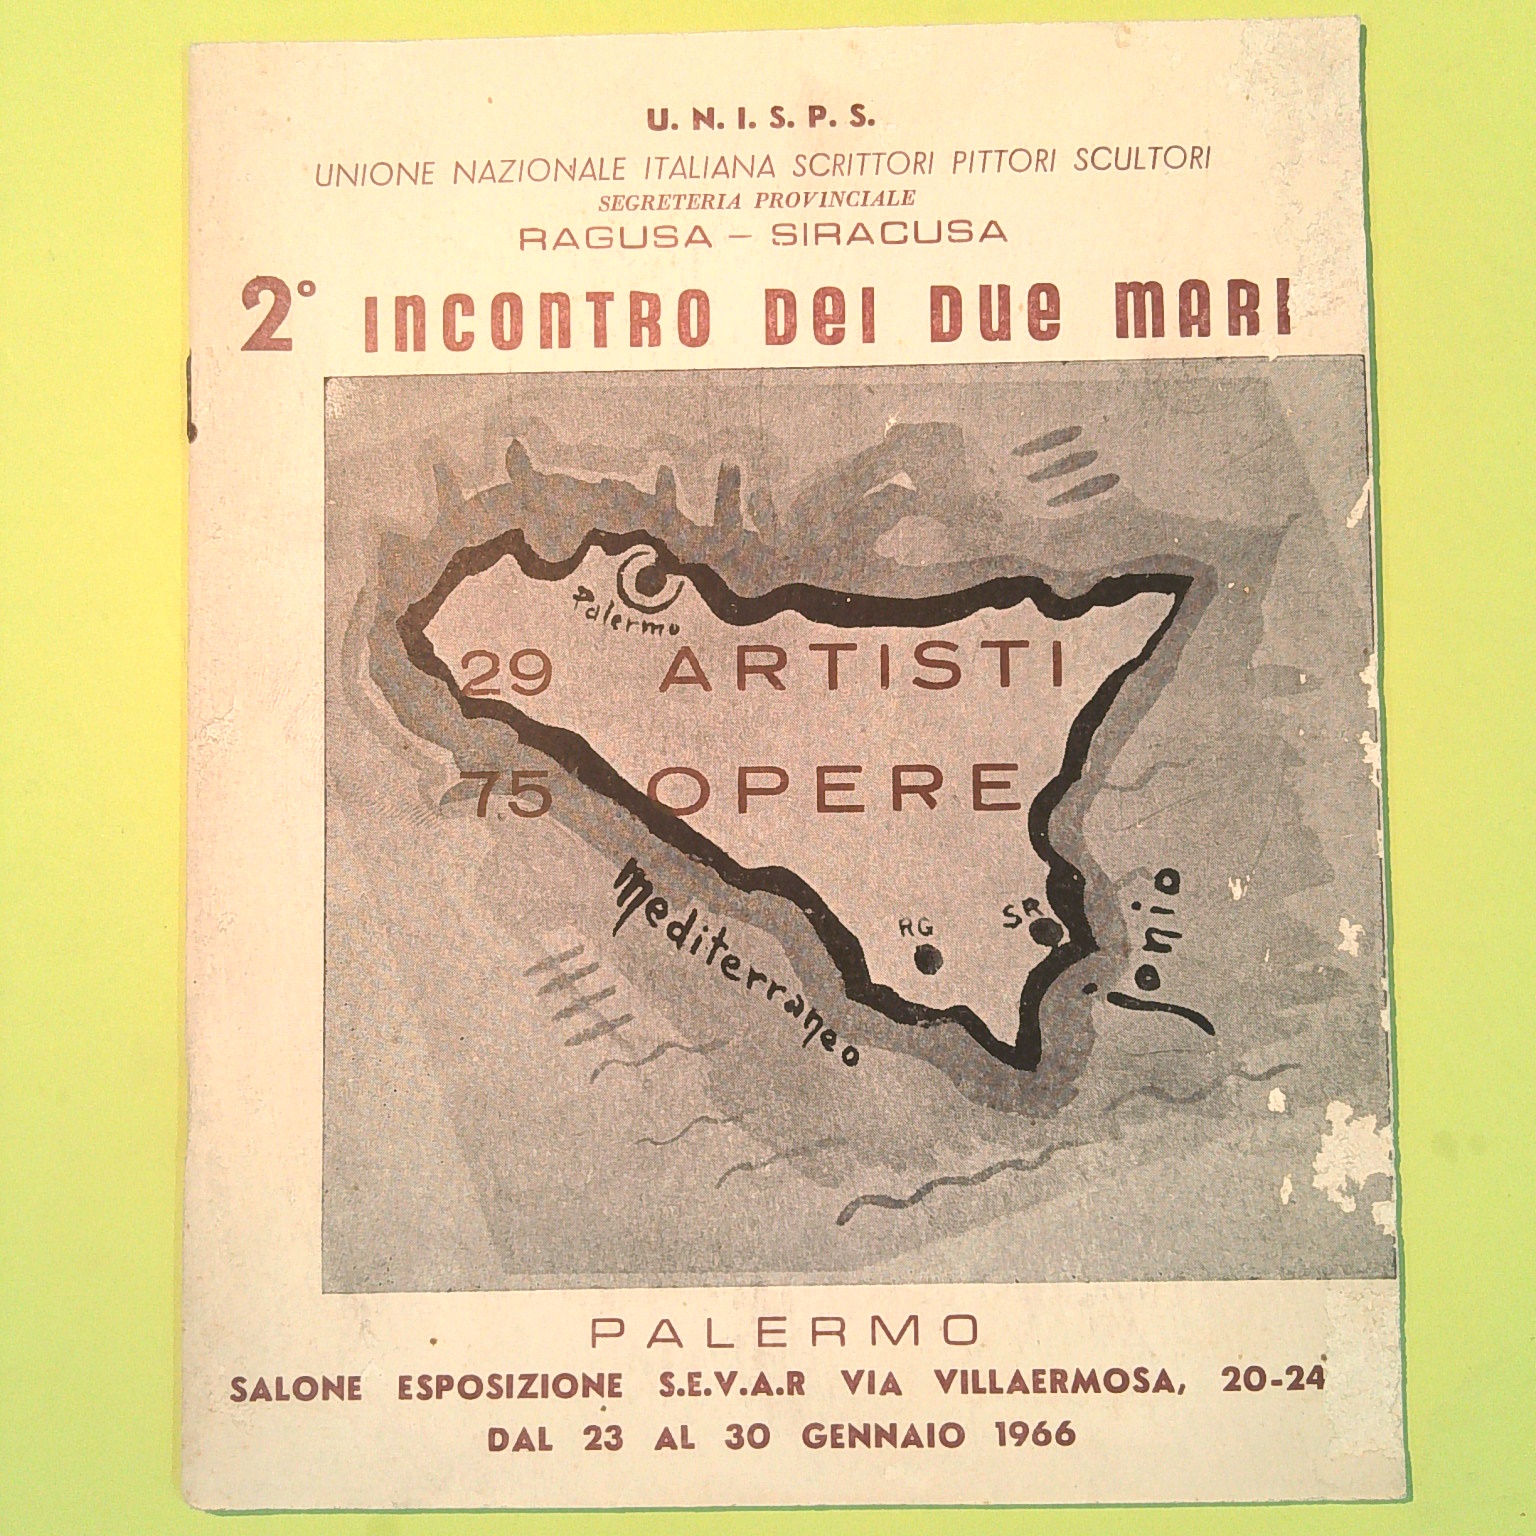 U. N. I. S. P. S.
UNIONE NAZIONALE ITALIANA SCRITTORI PITTORI SCULTORI
SEGRETERIA PROVINCIALE
RAGUSA - SIRACUSA
2° INCONTRO DEI DUE MARI
Palermo
29 ARTISTI
75 OPERE
Mediterraneo
RG
SR
Jonio
PALERMO
SALONE ESPOSIZIONE S.E.V.A.R VIA VILLAERMOSA, 20-24
DAL 23 AL 30 GENNAIO 1966